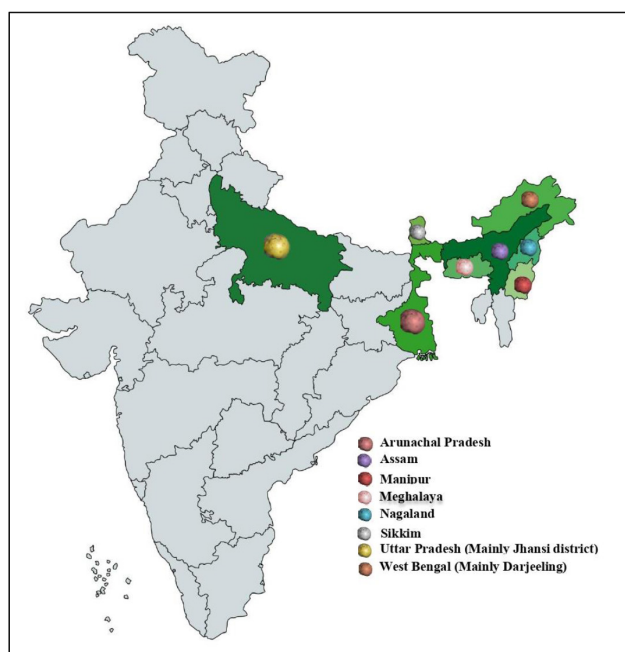 Arunachal Pradesh
Assam
Manipur
Meghalaya
Nagaland
Sikkim
Uttar Pradesh (Mainly Jhansi district)
West Bengal (Mainly Darjeeling)